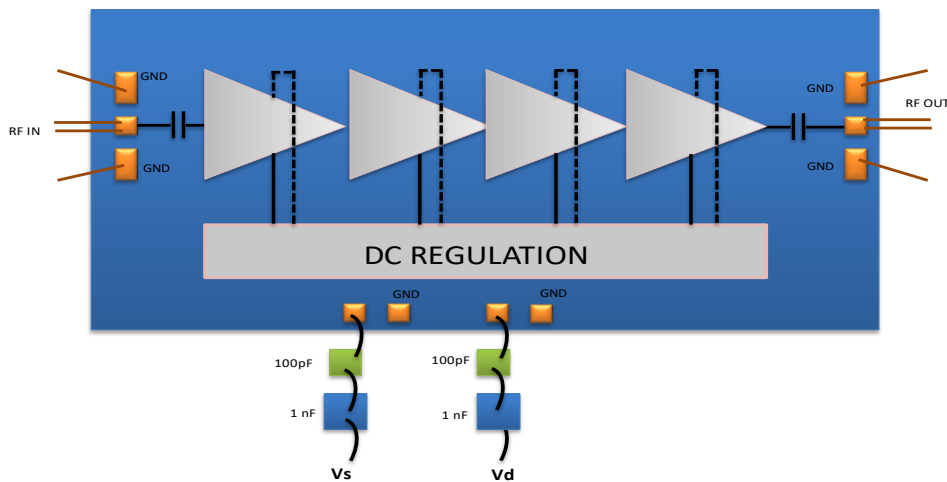 GND
GND
RF IN
RF OUT
GND
GND
DC REGULATION
GND
GND
100pF
100pF
1 nF
1 nF
Vs
Vd